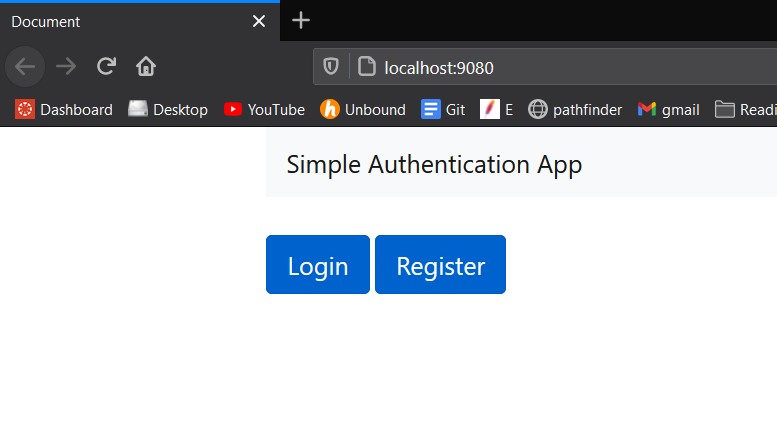 Document
localhost:9080
Dashboard Desktop YouTube Unbound Git E pathfinder gmail Readi
Simple Authentication App
Login Register